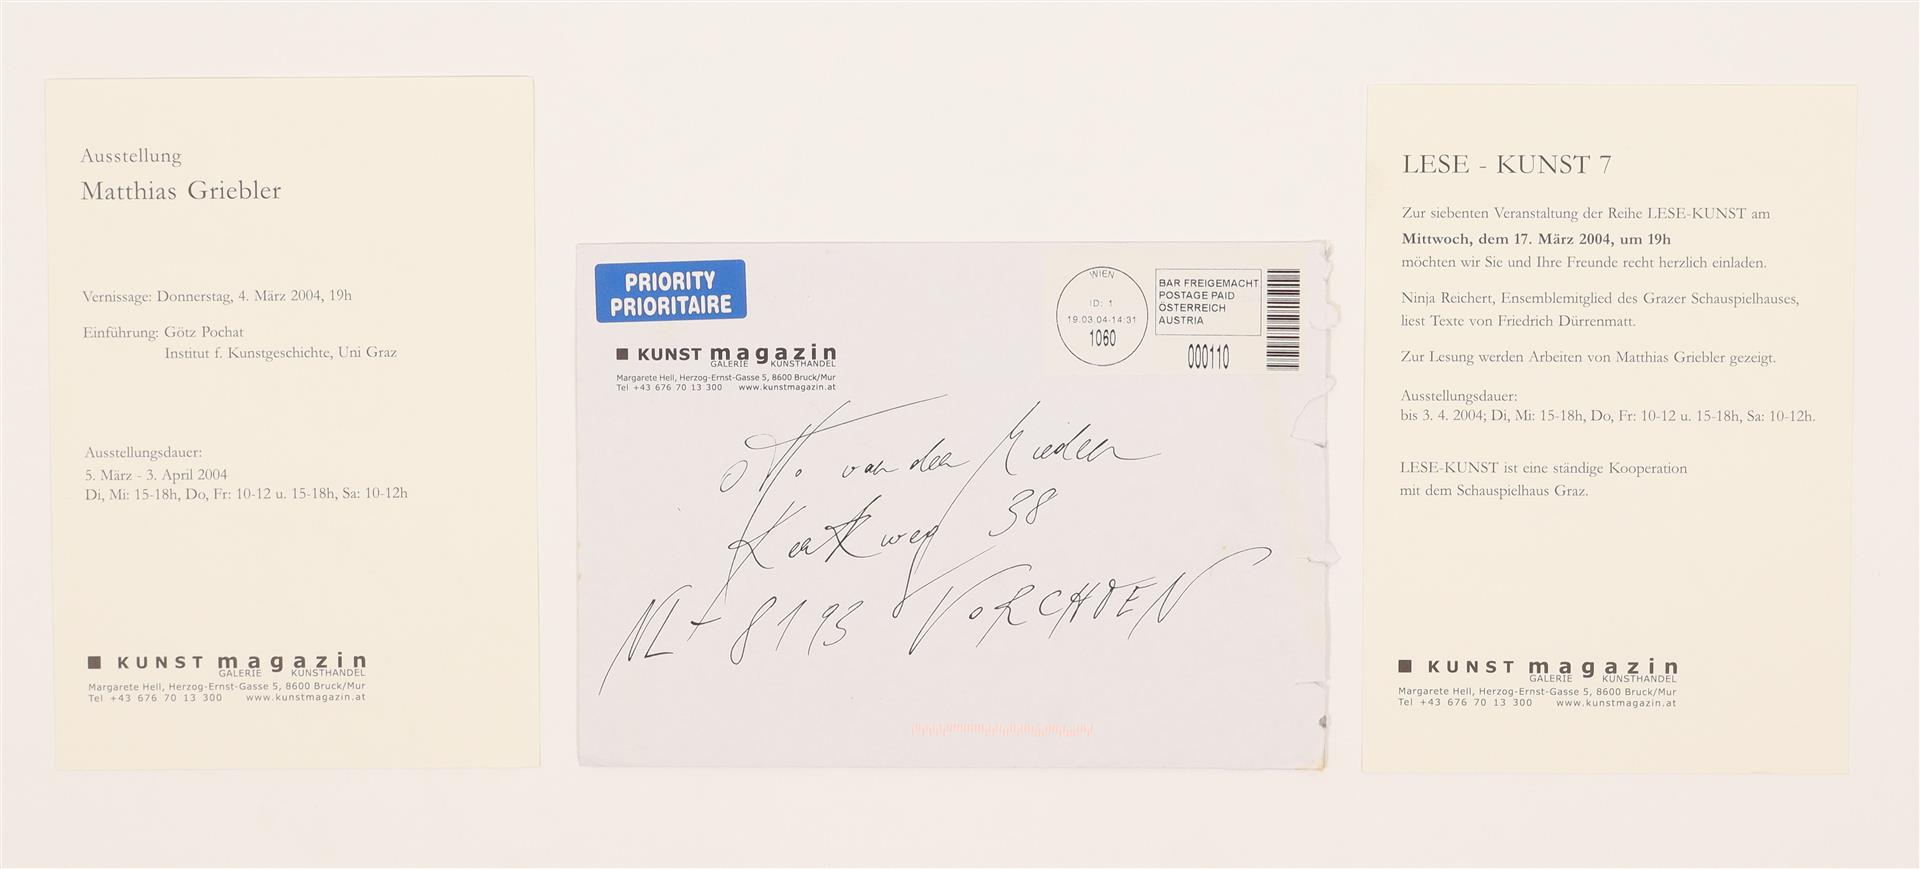 Ausstellung
Matthias Griebler
Vernissage: Donnerstag, 4. März 2004, 19h
Einführung: Götz Pochat
Institut f. Kunstgeschichte, Uni Graz
Ausstellungsdauer:
5. März - 3. April 2004
Di, Mi: 15-18h, Do, Fr: 10-12 u. 15-18h, Sa: 10-12h
KUNST magazin
GALERIE KUNSTHANDEL
Margarete Hell, Herzog-Ernst-Gasse 5, 8600 Bruck/Mur
Tel +43 676 70 13 300 www.kunstmagazin.at
PRIORITY
PRIORITAIRE
KUNST magazin
GALERIE KUNSTHANDEL
Margarete Hell, Herzog-Ernst-Gasse 5, 8600 Bruck/Mur
Tel +43 676 70 13 300 www.kunstmagazin.at
WIEN
ID: 1
19.03.04-14:31
1060
BAR FREIGEMACHT
POSTAGE PAID
ÖSTERREICH
AUSTRIA
000110
Otto van den Mieden
Kerkweg 38
NL - 8193 VORCHTEN
LESE - KUNST 7
Zur siebenten Veranstaltung der Reihe LESE-KUNST am
Mittwoch, dem 17. März 2004, um 19h
möchten wir Sie und Ihre Freunde recht herzlich einladen.
Ninja Reichert, Ensemblemitglied des Grazer Schauspielhauses,
liest Texte von Friedrich Dürrenmatt.
Zur Lesung werden Arbeiten von Matthias Griebler gezeigt.
Ausstellungsdauer:
bis 3. 4. 2004; Di, Mi: 15-18h, Do, Fr: 10-12 u. 15-18h, Sa: 10-12h.
LESE-KUNST ist eine ständige Kooperation
mit dem Schauspielhaus Graz.
KUNST magazin
GALERIE KUNSTHANDEL
Margarete Hell, Herzog-Ernst-Gasse 5, 8600 Bruck/Mur
Tel +43 676 70 13 300 www.kunstmagazin.at